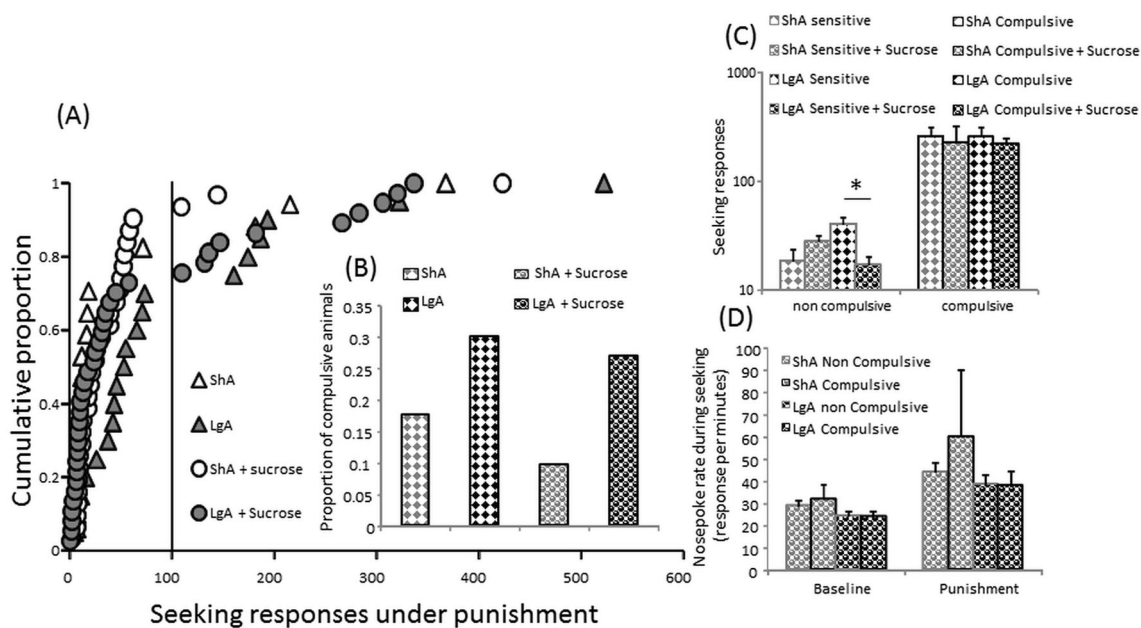 (A)
Cumulative proportion
1
0.8
0.6
0.4
0.2
0
0
100
200
300
400
500
600
Seeking responses under punishment
ShA
LgA
ShA + sucrose
LgA + Sucrose
(B)
ShA
ShA + Sucrose
LgA
LgA + Sucrose
Proportion of compulsive animals
0.35
0.3
0.25
0.2
0.15
0.1
0.05
0
(C)
ShA sensitive
ShA Compulsive
ShA Sensitive + Sucrose
ShA Compulsive + Sucrose
LgA Sensitive
LgA Compulsive
LgA Sensitive + Sucrose
LgA Compulsive + Sucrose
Seeking responses
1000
100
10
*
non compulsive
compulsive
(D)
Nosepoke rate during seeking
(response per minutes)
100
90
80
70
60
50
40
30
20
10
0
ShA Non Compulsive
ShA Compulsive
LgA non Compulsive
LgA Compulsive
Baseline
Punishment